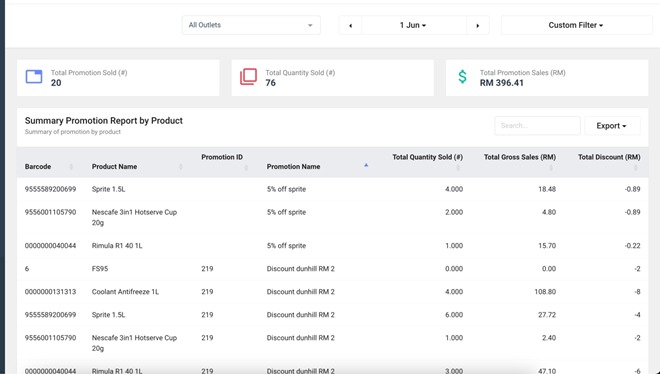 All Outlets
1 Jun
Custom Filter
Total Promotion Sold (#)
20
Total Quantity Sold (#)
76
Total Promotion Sales (RM)
RM 396.41
Summary Promotion Report by Product
Summary of promotion by product
Search...
Export
Barcode Product Name Promotion ID Promotion Name Total Quantity Sold (#) Total Gross Sales (RM) Total Discount (RM)
9555589200699 Sprite 1.5L 5% off sprite 4.000 18.48 -0.89
9556001105790 Nescafe 3in1 Hotserve Cup 5% off sprite 2.000 4.80 -0.89
20g
0000000040044 Rimula R1 40 1L 5% off sprite 1.000 15.70 -0.22
6 FS95 219 Discount dunhill RM 2 0.000 0.00 -2
0000000131313 Coolant Antifreeze 1L 219 Discount dunhill RM 2 4.000 108.80 -8
9555589200699 Sprite 1.5L 219 Discount dunhill RM 2 6.000 27.72 -4
9556001105790 Nescafe 3in1 Hotserve Cup 219 Discount dunhill RM 2 1.000 2.40 -2
20g
0000000040044 Rimula R1 40 1L 219 Discount dunhill RM 2 3.000 47.10 -6